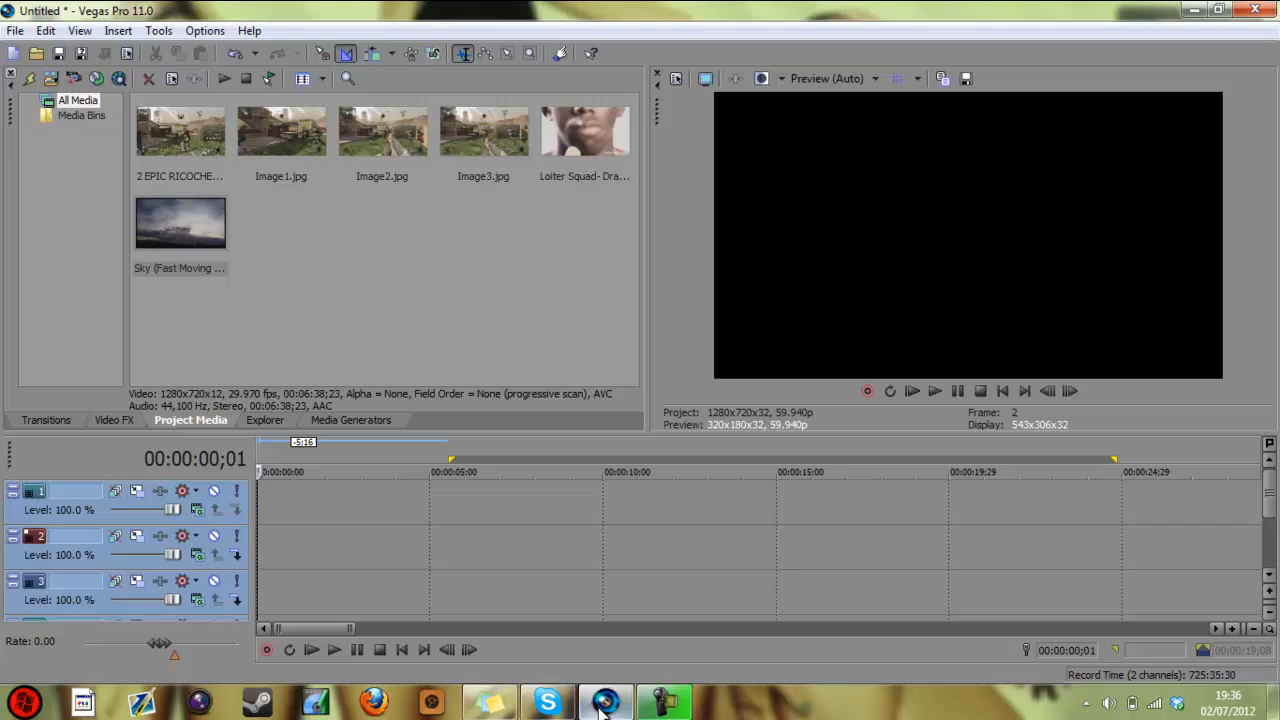 Untitled * - Vegas Pro 11.0
File Edit View Insert Tools Options Help
Preview (Auto)
All Media
Media Bins
2 EPIC RICOCHE... Image1.jpg Image2.jpg Image3.jpg Loiter Squad- Dra...
Sky (Fast Moving ...
Video: 1280x720x12, 29.970 fps, 00:06:38;23, Alpha = None, Field Order = None (progressive scan), AVC
Audio: 44,100 Hz, Stereo, 00:06:38;23, AAC
Transitions Video FX Project Media Explorer Media Generators
Project: 1280x720x32, 59.940p Frame: 2
Preview: 320x180x32, 59.940p Display: 543x306x32
-5:16
00:00:00;01
0:00:00:00 00:00:05:00 00:00:10:00 00:00:15:00 00:00:19:29 00:00:24:29
1
Level: 100.0 %
2
Level: 100.0 %
3
Level: 100.0 %
Rate: 0.00
00:00:00;01 00:00:19;08
Record Time (2 channels): 725:35:30
19:36
02/07/2012